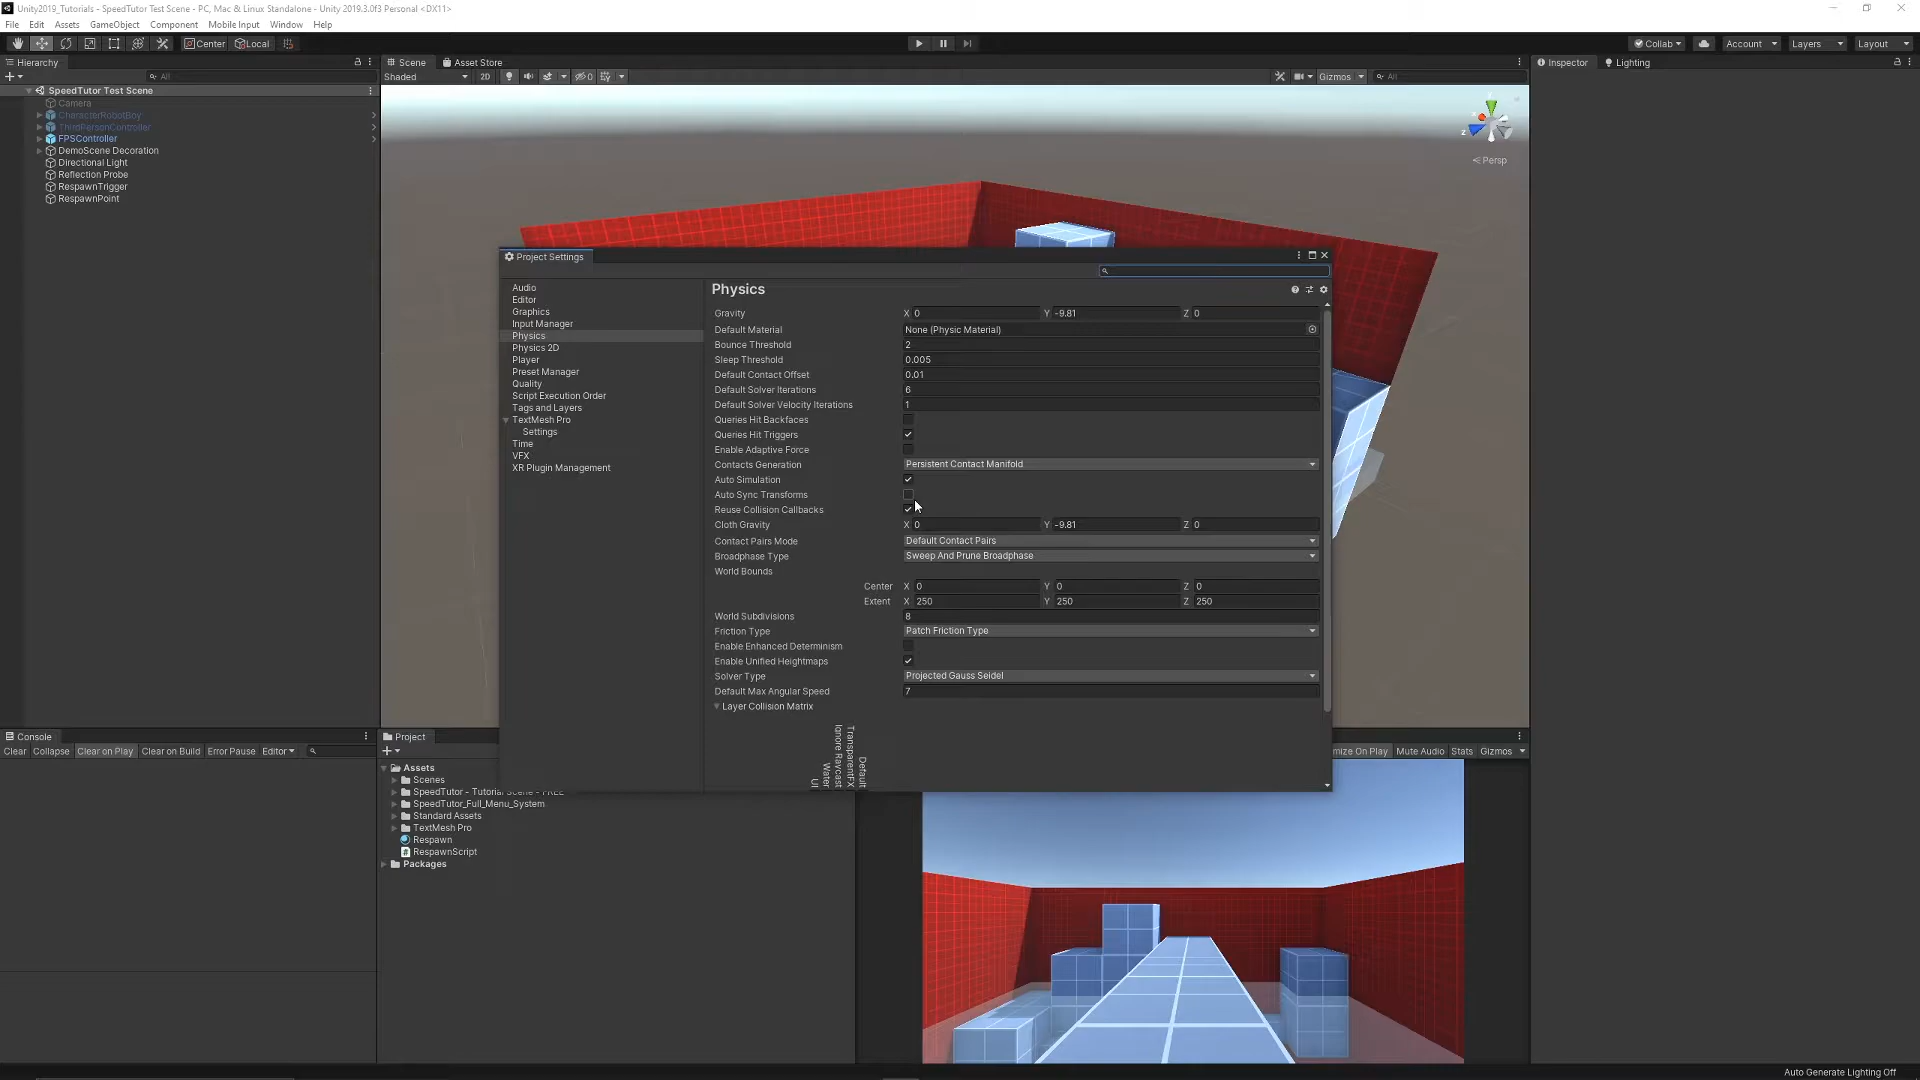 Unity2019_Tutorials - SpeedTutor Test Scene - PC, Mac & Linux Standalone - Unity 2019.3.0f3 Personal <DX11>
File Edit Assets GameObject Component Mobile Input Window Help
Center Local
Collab Account Layers Layout
Hierarchy
All
SpeedTutor Test Scene
Camera
CharacterRobotBoy
ThirdPersonController
FPSController
DemoScene Decoration
Directional Light
Reflection Probe
RespawnTrigger
RespawnPoint
Scene Asset Store
Shaded 2D 0 Gizmos All
Z
< Persp
Inspector Lighting
Project Settings
Audio
Editor
Graphics
Input Manager
Physics
Physics 2D
Player
Preset Manager
Quality
Script Execution Order
Tags and Layers
TextMesh Pro
Settings
Time
VFX
XR Plugin Management
Physics
Gravity X 0 Y -9.81 Z 0
Default Material None (Physic Material)
Bounce Threshold 2
Sleep Threshold 0.005
Default Contact Offset 0.01
Default Solver Iterations 6
Default Solver Velocity Iterations 1
Queries Hit Backfaces
Queries Hit Triggers
Enable Adaptive Force
Contacts Generation Persistent Contact Manifold
Auto Simulation
Auto Sync Transforms
Reuse Collision Callbacks
Cloth Gravity X 0 Y -9.81 Z 0
Contact Pairs Mode Default Contact Pairs
Broadphase Type Sweep And Prune Broadphase
World Bounds
Center X 0 Y 0 Z 0
Extent X 250 Y 250 Z 250
World Subdivisions 8
Friction Type Patch Friction Type
Enable Enhanced Determinism
Enable Unified Heightmaps
Solver Type Projected Gauss Seidel
Default Max Angular Speed 7
Layer Collision Matrix
UI
Water
Ignore Raycast
TransparentFX
Default
Console
Clear Collapse Clear on Play Clear on Build Error Pause Editor
Project
Assets
Scenes
SpeedTutor - Tutorial Scene - FREE
SpeedTutor_Full_Menu_System
Standard Assets
TextMesh Pro
Respawn
RespawnScript
Packages
mize On Play Mute Audio Stats Gizmos
Auto Generate Lighting Off